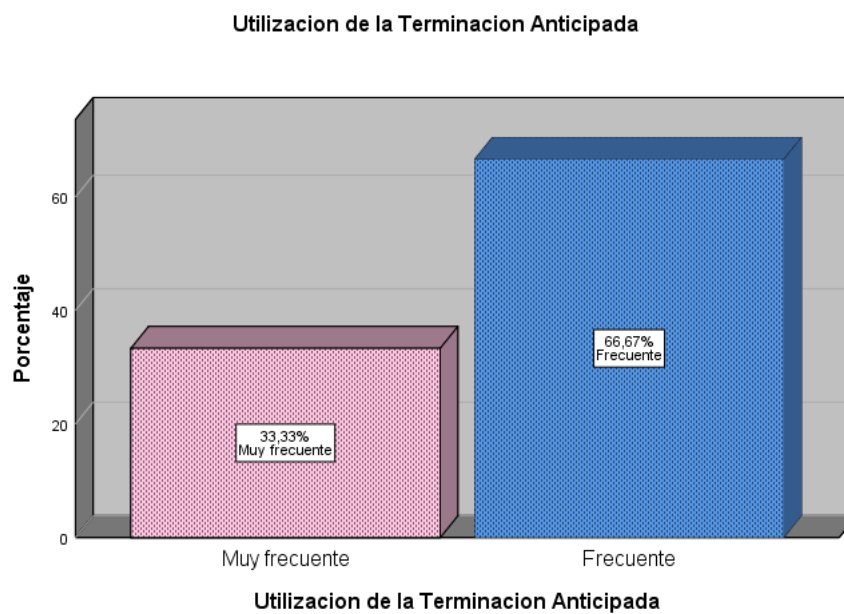 Utilizacion de la Terminacion Anticipada
Porcentaje
60
40
20
0
33,33%
Muy frecuente
66,67%
Frecuente
Muy frecuente
Frecuente
Utilizacion de la Terminacion Anticipada